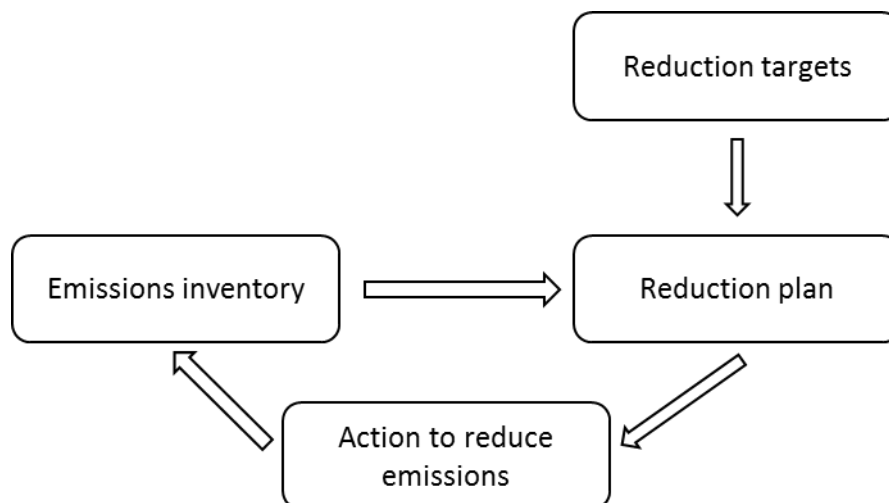 Reduction targets
Emissions inventory
Reduction plan
Action to reduce
emissions